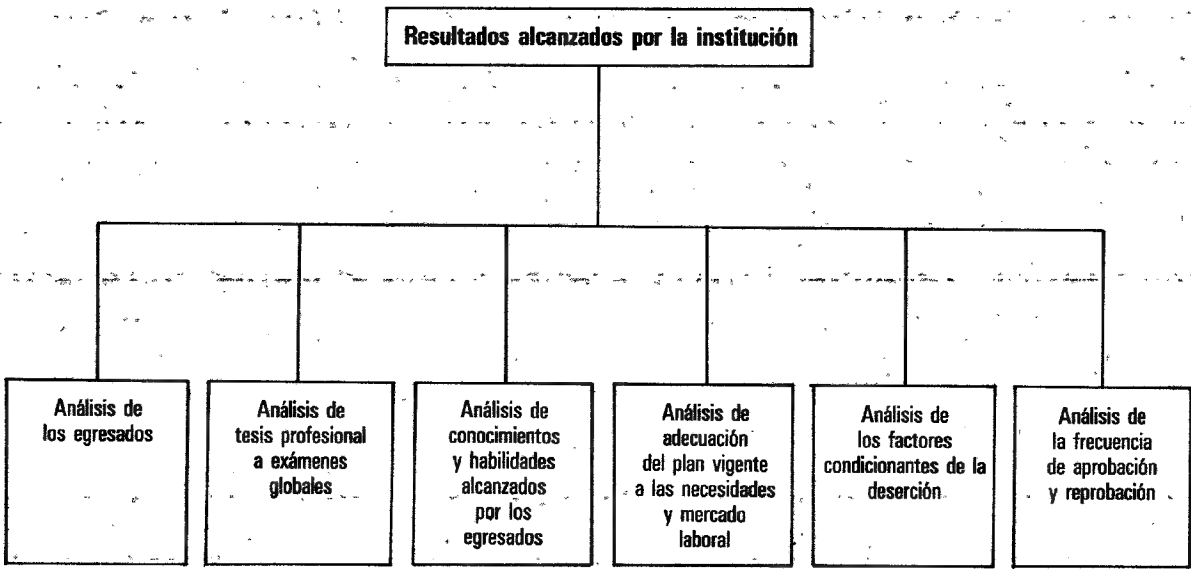 Resultados alcanzados por la institución
Análisis de
los egresados
Análisis de
tesis profesional
a exámenes
globales
Análisis de
conocimientos
y habilidades
alcanzados
por los
egresados
Análisis de
adecuación
del plan vigente
a las necesidades
y mercado
laboral
Análisis de
los factores
condicionantes de la
deserción
Análisis de
la frecuencia
de aprobación
y reprobación